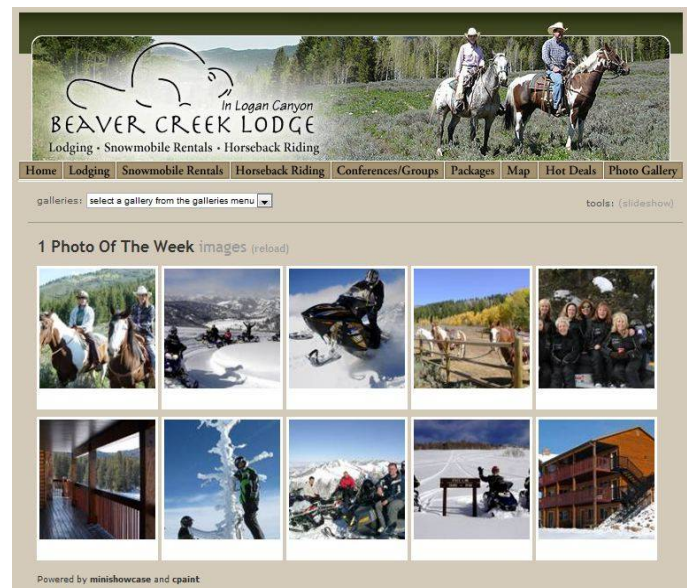 In Logan Canyon
BEAVER CREEK LODGE
Lodging · Snowmobile Rentals · Horseback Riding
Home Lodging Snowmobile Rentals Horseback Riding Conferences/Groups Packages Map Hot Deals Photo Gallery
galleries: select a gallery from the galleries menu tools: (slideshow)
1 Photo Of The Week images (reload)
Powered by minishowcase and cpaint